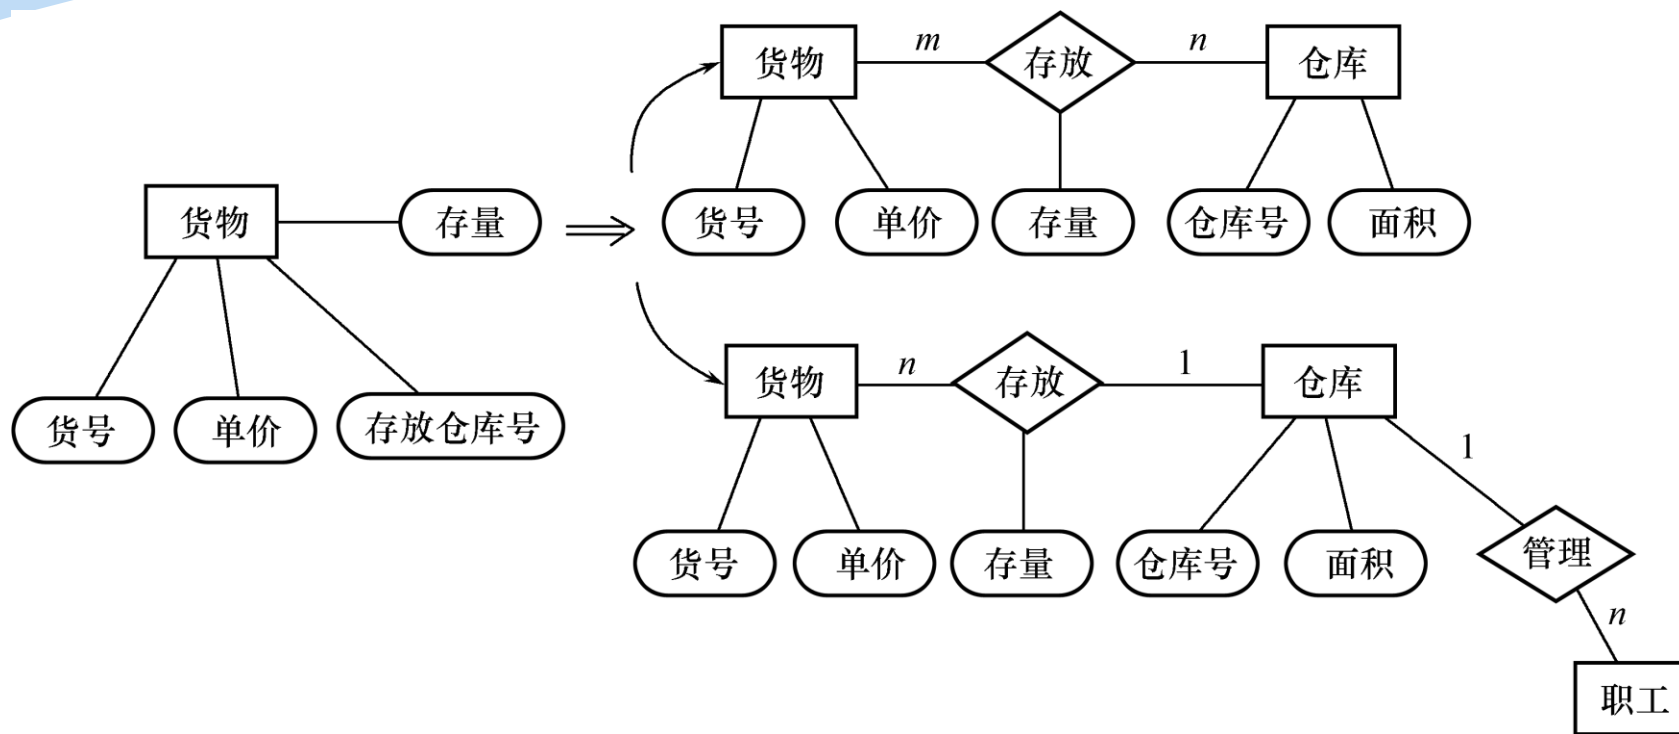 货物
存量
货号
单价
存放仓库号
货物
m
存放
n
仓库
货号
单价
存量
仓库号
面积
货物
n
存放
1
仓库
1
货号
单价
存量
仓库号
面积
管理
n
职工